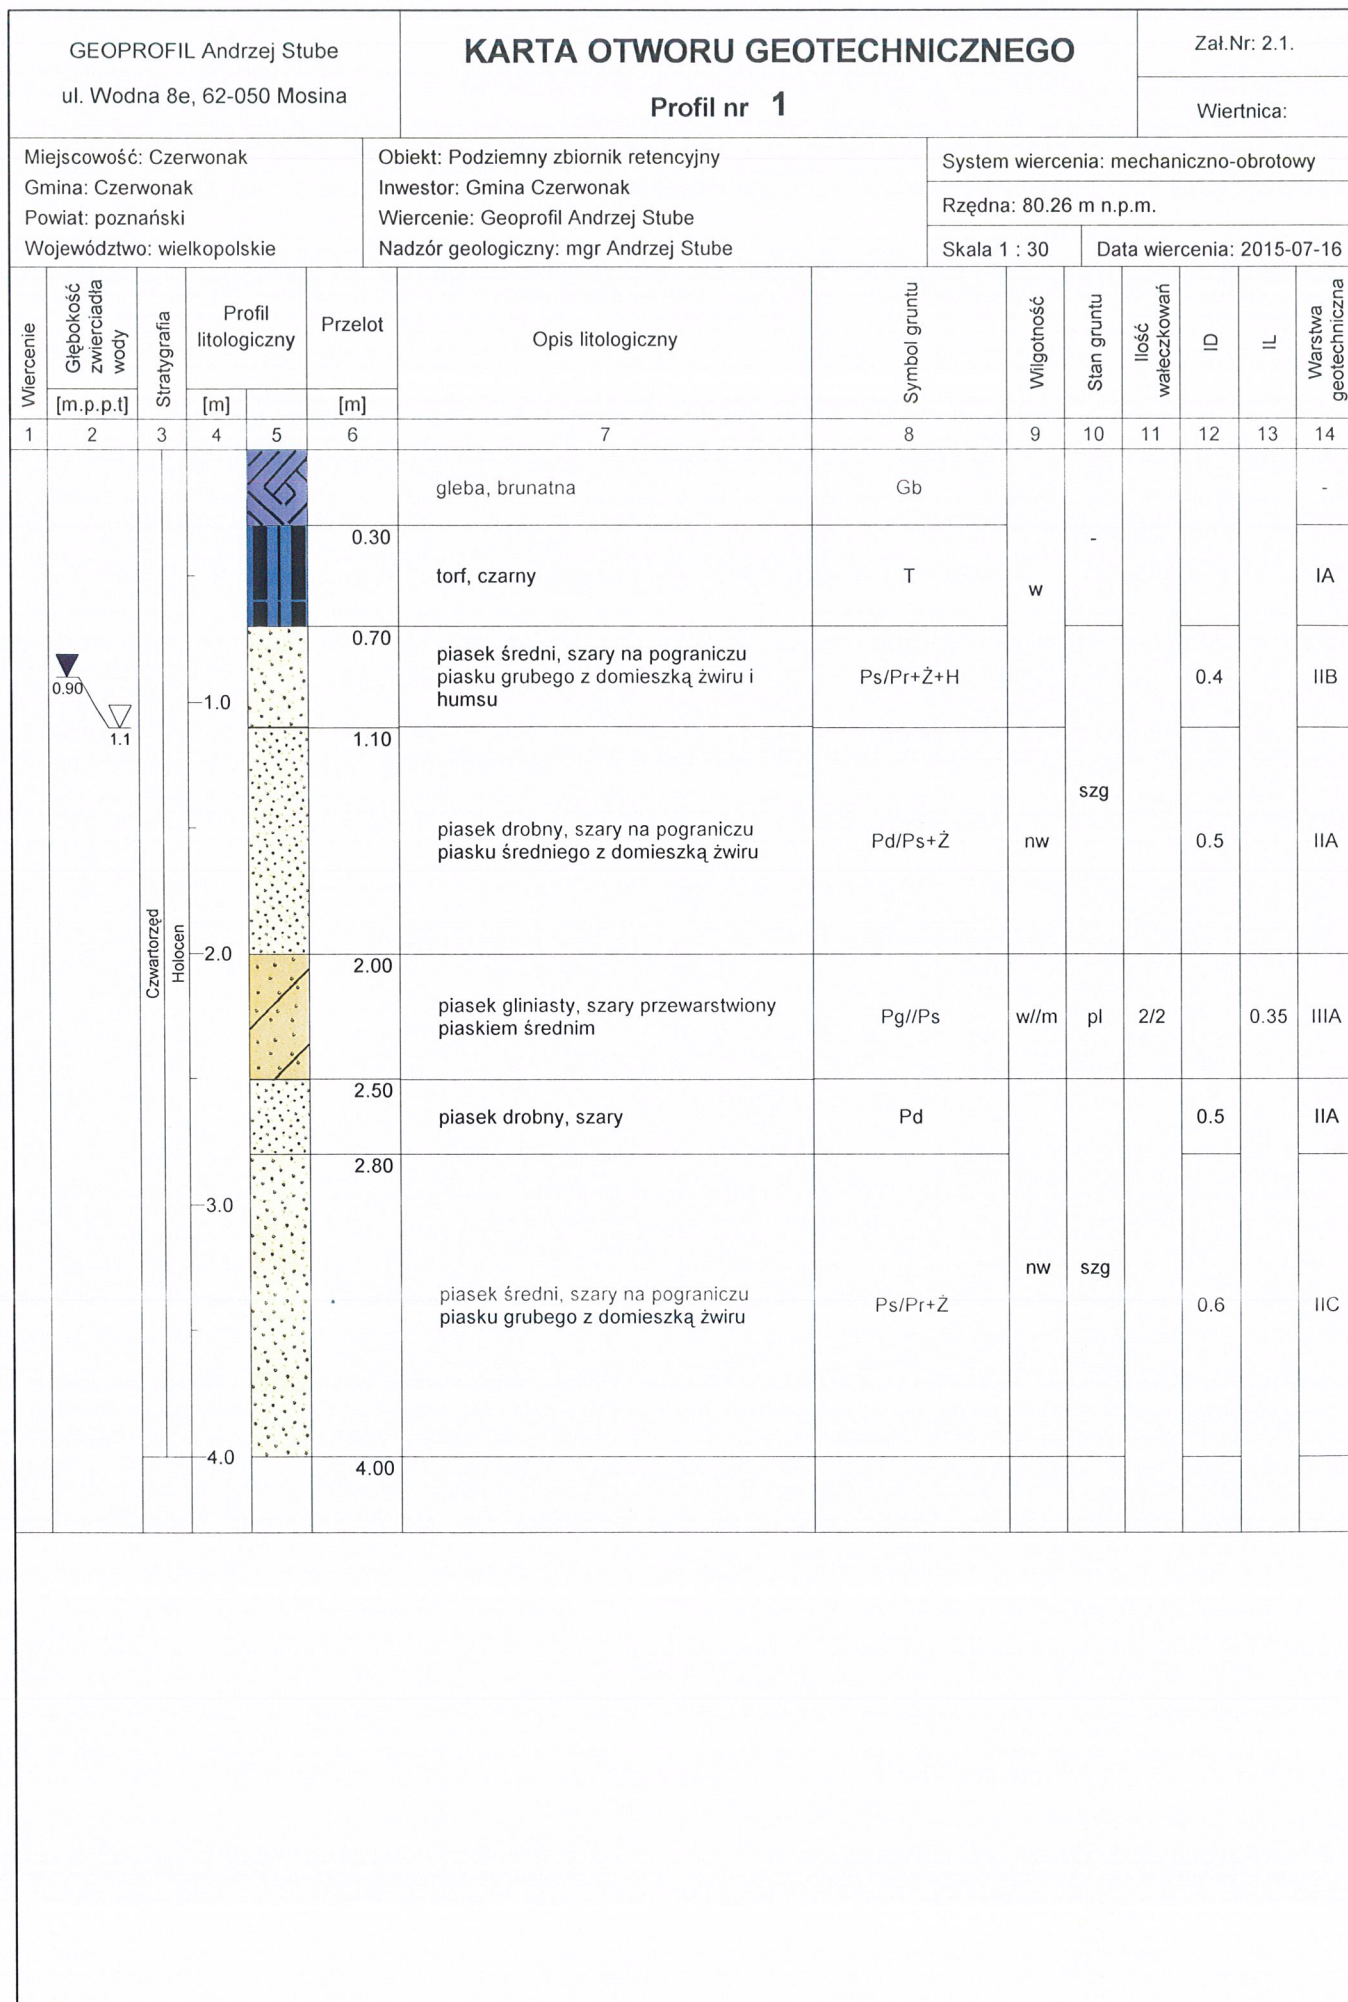 GEOPROFIL Andrzej Stube
ul. Wodna 8e, 62-050 Mosina
KARTA OTWORU GEOTECHNICZNEGO
Profil nr 1
Zał.Nr: 2.1.
Wiertnica:
Miejscowość: Czerwonak
Gmina: Czerwonak
Powiat: poznański
Województwo: wielkopolskie
Obiekt: Podziemny zbiornik retencyjny
Inwestor: Gmina Czerwonak
Wiercenie: Geoprofil Andrzej Stube
Nadzór geologiczny: mgr Andrzej Stube
System wiercenia: mechaniczno-obrotowy
Rzędna: 80.26 m n.p.m.
Skala 1 : 30
Data wiercenia: 2015-07-16
Wiercenie
Głębokość
zwierciadła
wody
[m.p.p.t]
Stratygrafia
Profil
litologiczny
[m]
Przelot
[m]
Opis litologiczny
Symbol gruntu
Wilgotność
Stan gruntu
Ilość
wałeczkowań
ID
IL
Warstwa
geotechniczna
1 2 3 4 5 6 7 8 9 10 11 12 13 14
gleba, brunatna Gb -
0.30
-
torf, czarny T w IA
0.70
piasek średni, szary na pograniczu
piasku grubego z domieszką żwiru i
humsu
Ps/Pr+Ż+H 0.4 IIB
0.90
1.0
1.1
1.10
szg
piasek drobny, szary na pograniczu
piasku średniego z domieszką żwiru
Pd/Ps+Ż nw 0.5 IIA
Czwartorzęd
Holocen
2.0
2.00
piasek gliniasty, szary przewarstwiony
piaskiem średnim
Pg//Ps w//m pl 2/2 0.35 IIIA
2.50
piasek drobny, szary Pd 0.5 IIA
2.80
3.0
nw szg
piasek średni, szary na pograniczu
piasku grubego z domieszką żwiru
Ps/Pr+Ż 0.6 IIC
4.0
4.00